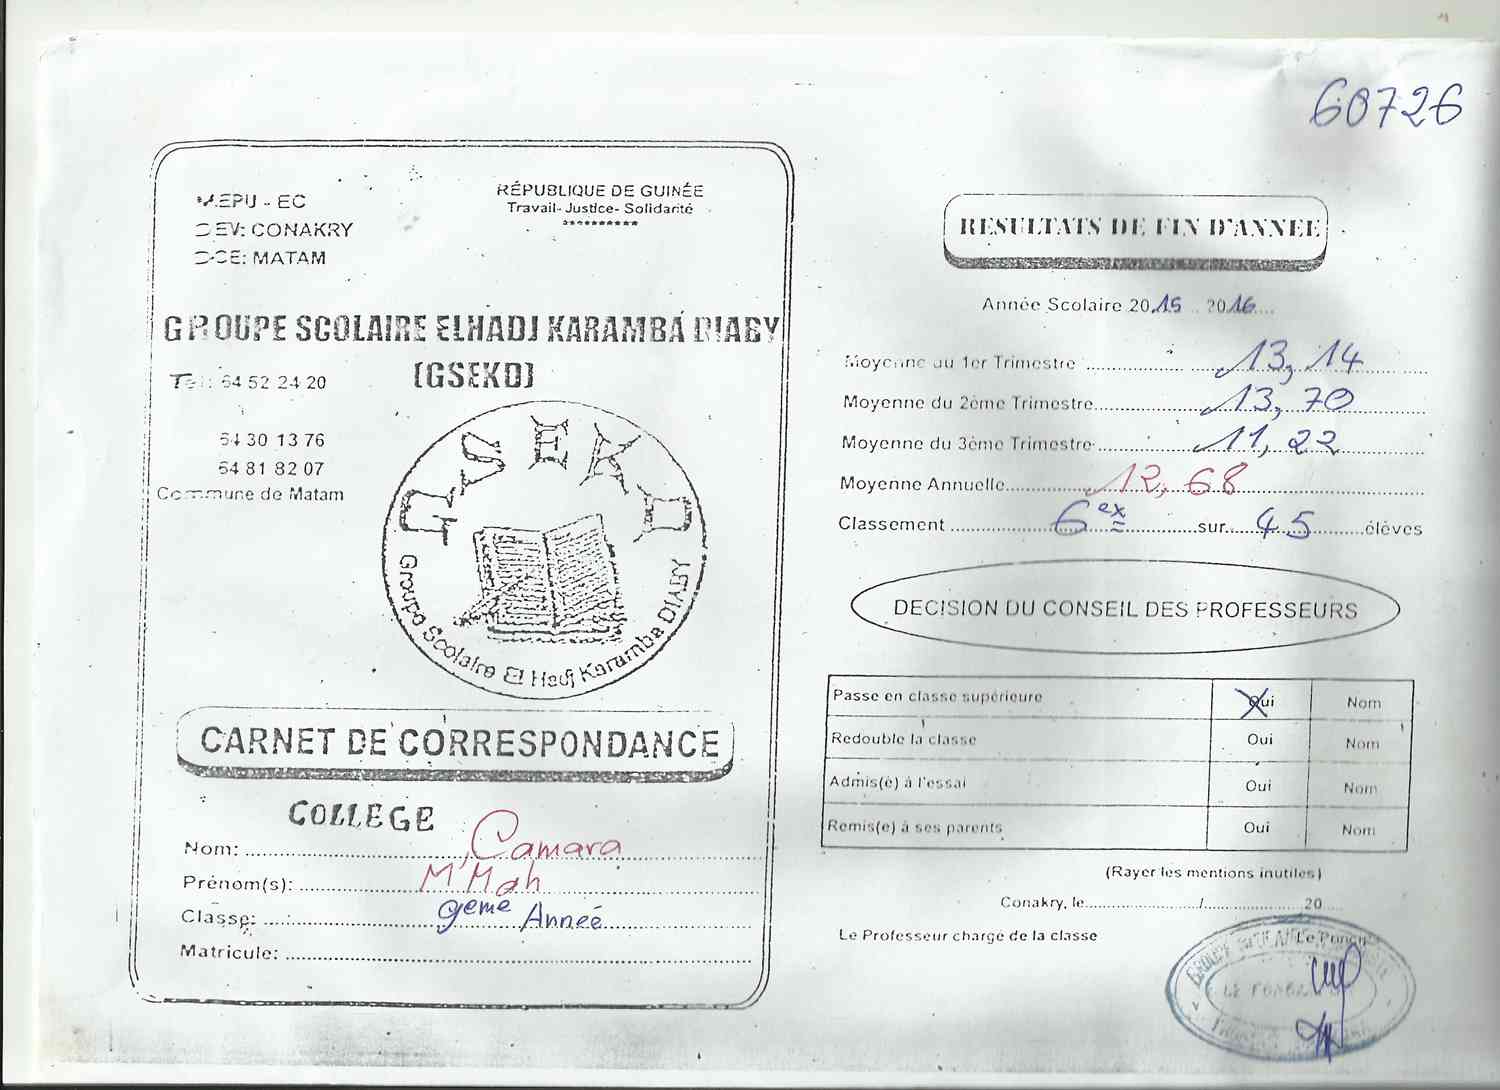 60726
MEPU - EC
DEV: CONAKRY
DCE: MATAM
RÉPUBLIQUE DE GUINÉE
Travail- Justice- Solidarité
**********
GROUPE SCOLAIRE ELHADJ KARAMBA DIABY
(GSEKD)
Tel: 64 52 24 20
64 30 13 76
64 81 82 07
Commune de Matam
GSEKD
Groupe Scolaire El Hadj Karamba DIABY
CARNET DE CORRESPONDANCE
COLLEGE
Nom: Camara
Prénom(s): M'Mah
Classe: 9eme Année
Matricule:
RESULTATS DE FIN D'ANNEE
Année Scolaire 2015 2016
Moyenne du 1er Trimestre 13,14
Moyenne du 2ème Trimestre 13,70
Moyenne du 3ème Trimestre 11,22
Moyenne Annuelle 12,68
Classement 6ex sur 45 élèves
DECISION DU CONSEIL DES PROFESSEURS
Passe en classe supérieure Oui Nom
Redouble la classe Oui Nom
Admis(e) à l'essai Oui Nom
Remis(e) à ses parents Oui Nom
(Rayer les mentions inutiles)
Conakry, le / 20
Le Professeur chargé de la classe